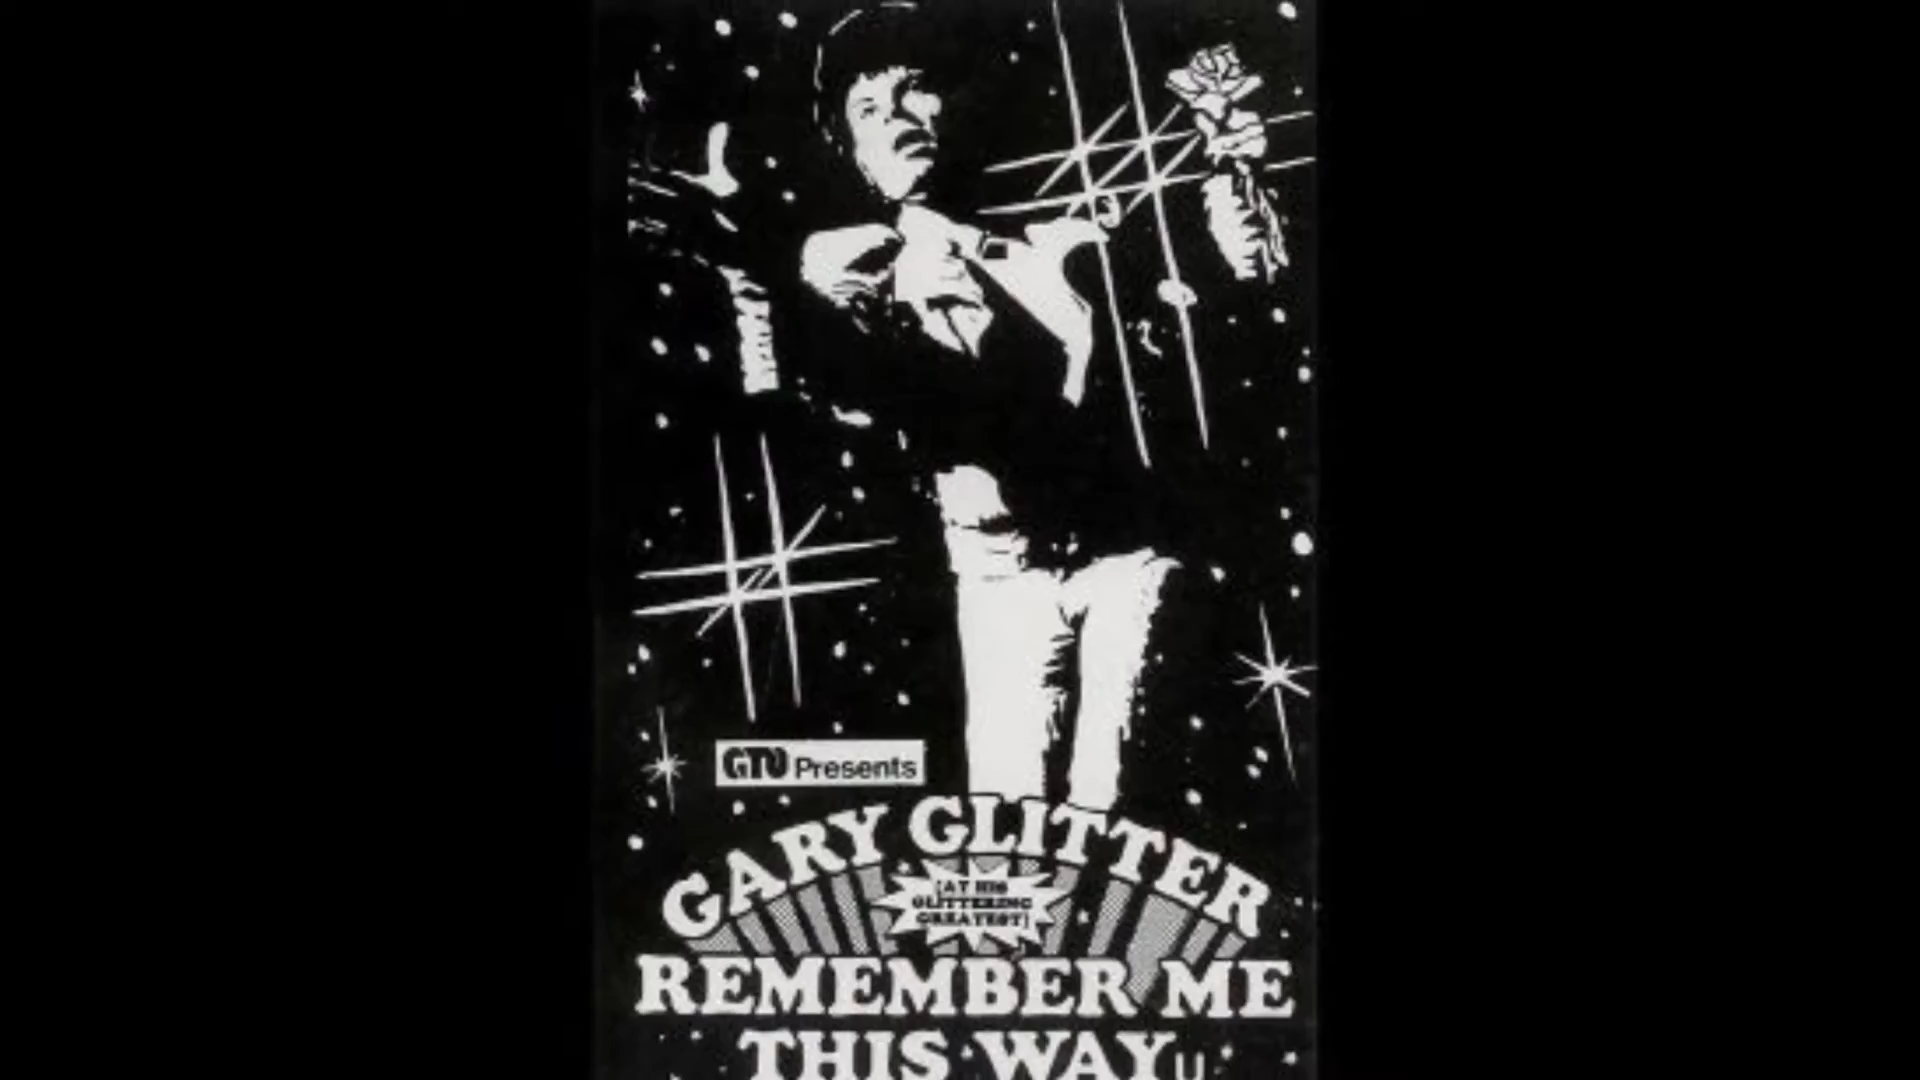 GTO Presents
GARY GLITTER
[AT HIS
GLITTERING
GREATEST]
REMEMBER ME
THIS WAY U